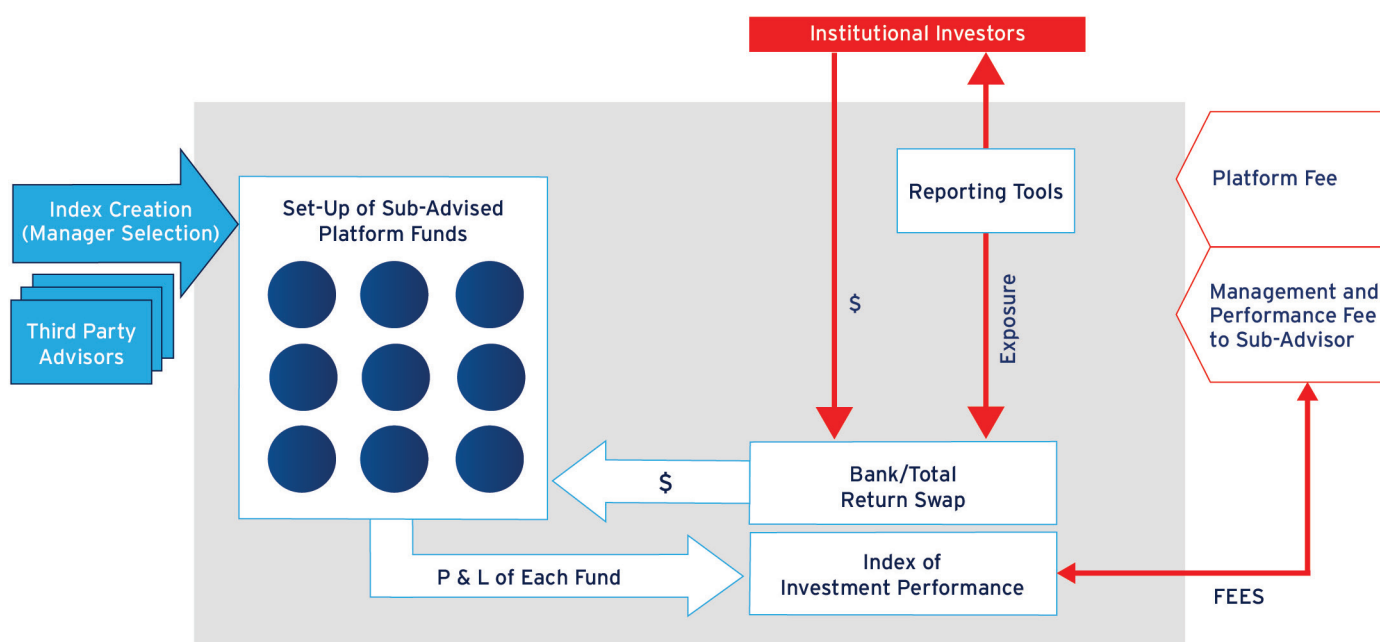 Institutional Investors
Index Creation
(Manager Selection)
Third Party
Advisors
Set-Up of Sub-Advised
Platform Funds
Reporting Tools
$
Exposure
Platform Fee
Management and
Performance Fee
to Sub-Advisor
$
Bank/Total
Return Swap
P & L of Each Fund
Index of
Investment Performance
FEES